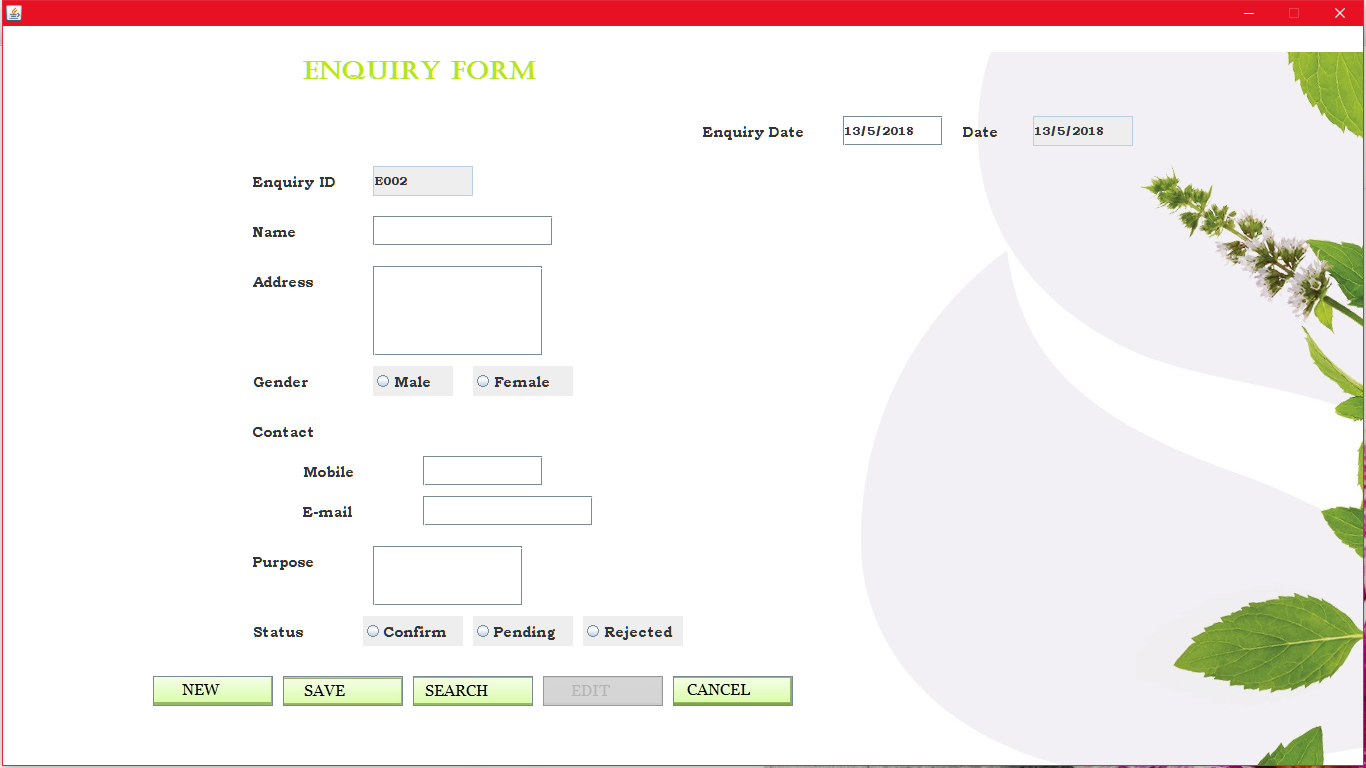 ENQUIRY FORM
Enquiry Date 13/5/2018 Date 13/5/2018
Enquiry ID E002
Name
Address
Gender Male Female
Contact
Mobile
E-mail
Purpose
Status Confirm Pending Rejected
NEW SAVE SEARCH EDIT CANCEL